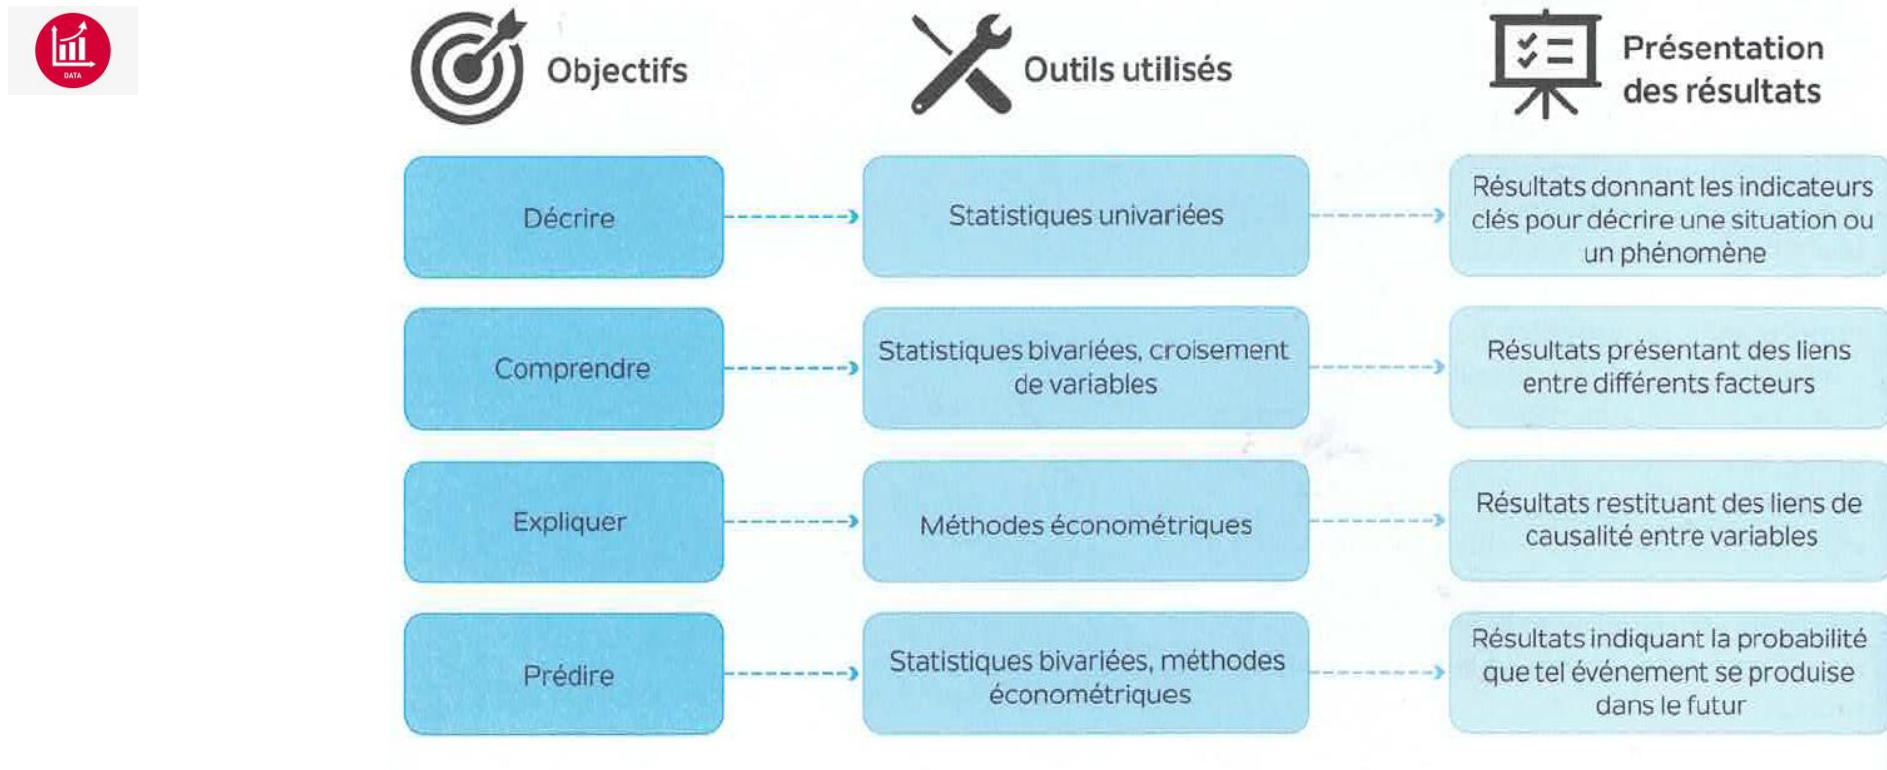 DATA
Objectifs
Outils utilisés
Présentation
des résultats
Décrire
Statistiques univariées
Résultats donnant les indicateurs
clés pour décrire une situation ou
un phénomène
Comprendre
Statistiques bivariées, croisement
de variables
Résultats présentant des liens
entre différents facteurs
Expliquer
Méthodes économétriques
Résultats restituant des liens de
causalité entre variables
Prédire
Statistiques bivariées, méthodes
économétriques
Résultats indiquant la probabilité
que tel événement se produise
dans le futur